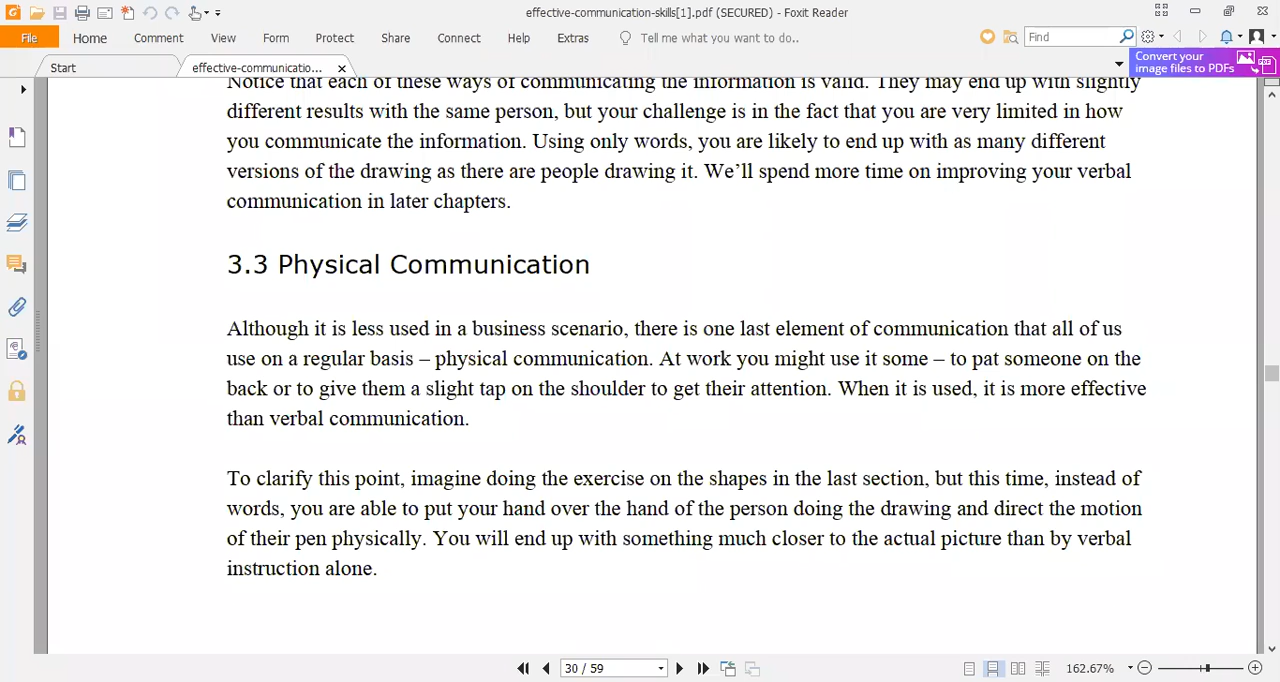 effective-communication-skills[1].pdf (SECURED) - Foxit Reader
File Home Comment View Form Protect Share Connect Help Extras Tell me what you want to do.. Find
Start effective-communicatio...
Convert your
image files to PDFs
Notice that each of these ways of communicating the information is valid. They may end up with slightly
different results with the same person, but your challenge is in the fact that you are very limited in how
you communicate the information. Using only words, you are likely to end up with as many different
versions of the drawing as there are people drawing it. We’ll spend more time on improving your verbal
communication in later chapters.
3.3 Physical Communication
Although it is less used in a business scenario, there is one last element of communication that all of us
use on a regular basis – physical communication. At work you might use it some – to pat someone on the
back or to give them a slight tap on the shoulder to get their attention. When it is used, it is more effective
than verbal communication.
To clarify this point, imagine doing the exercise on the shapes in the last section, but this time, instead of
words, you are able to put your hand over the hand of the person doing the drawing and direct the motion
of their pen physically. You will end up with something much closer to the actual picture than by verbal
instruction alone.
30 / 59 162.67%